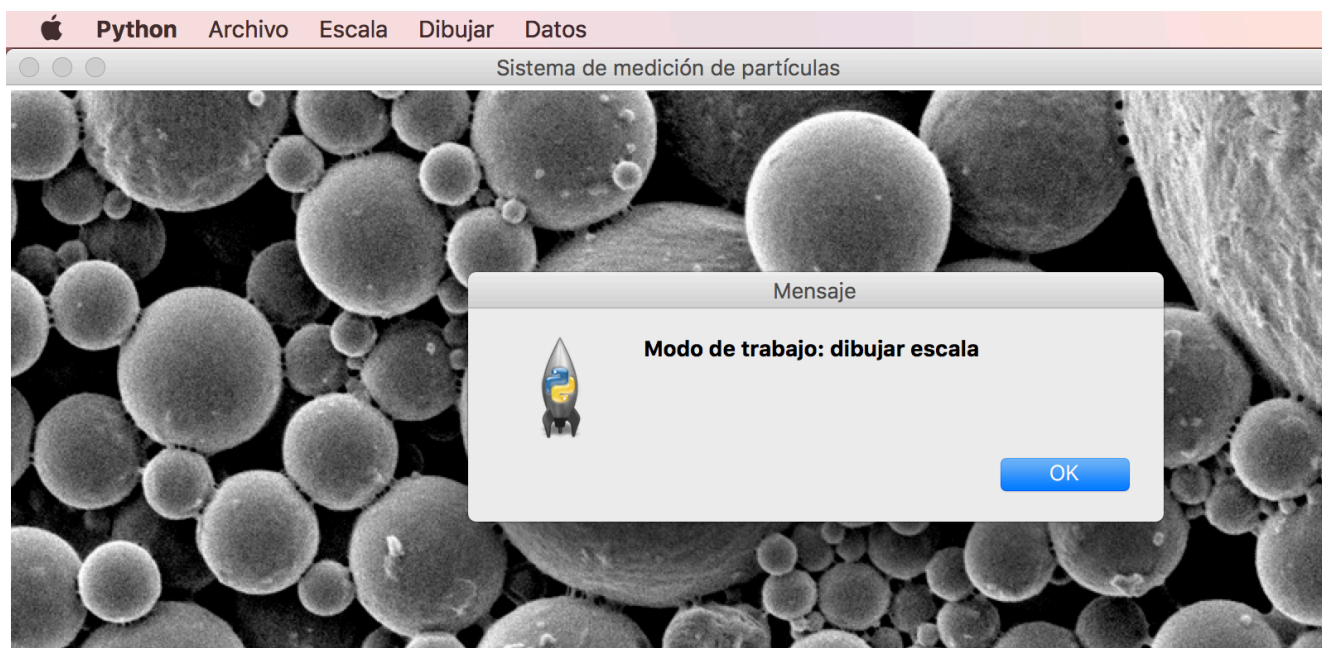 Python Archivo Escala Dibujar Datos
Sistema de medición de partículas
Mensaje
Modo de trabajo: dibujar escala
OK